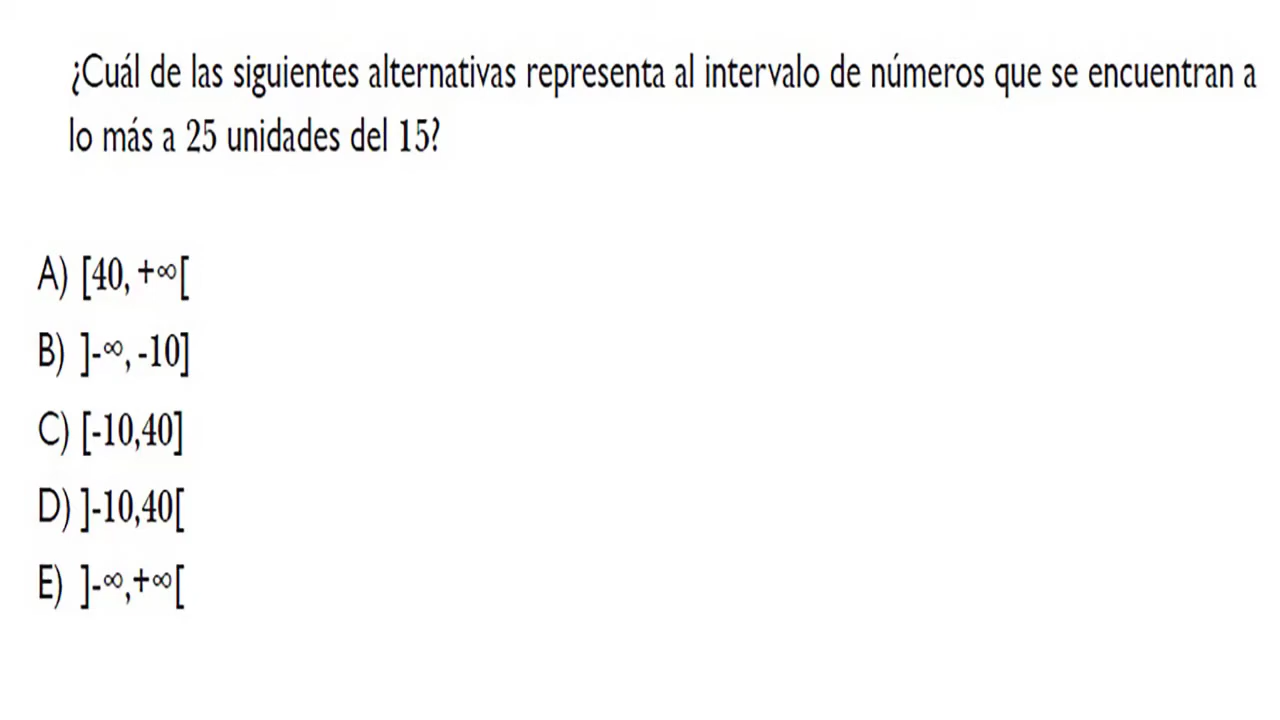 ¿Cuál de las siguientes alternativas representa al intervalo de números que se encuentran a
lo más a 25 unidades del 15?
A) [40, +∞[
B) ]-∞, -10]
C) [-10,40]
D) ]-10,40[
E) ]-∞,+∞[